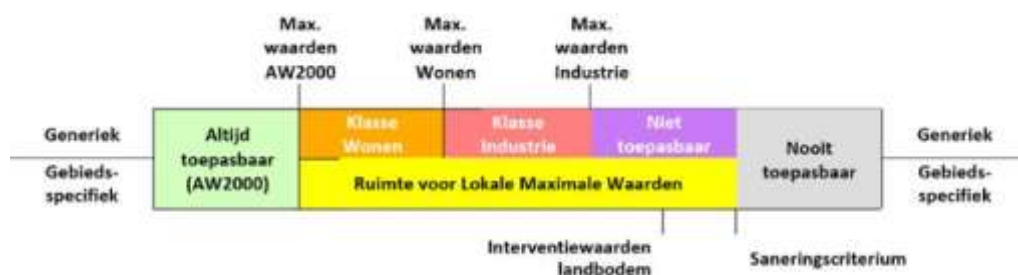 Max.
waarden
AW2000
Max.
waarden
Wonen
Max.
waarden
Industrie
Generiek
Gebieds-
specifiek
Altijd
toepasbaar
(AW2000)
Klasse
Wonen
Klasse
Industrie
Niet
toepasbaar
Ruimte voor Lokale Maximale Waarden
Nooit
toepasbaar
Generiek
Gebieds-
specifiek
Interventiewaarden
landbodem
Saneringscriterium